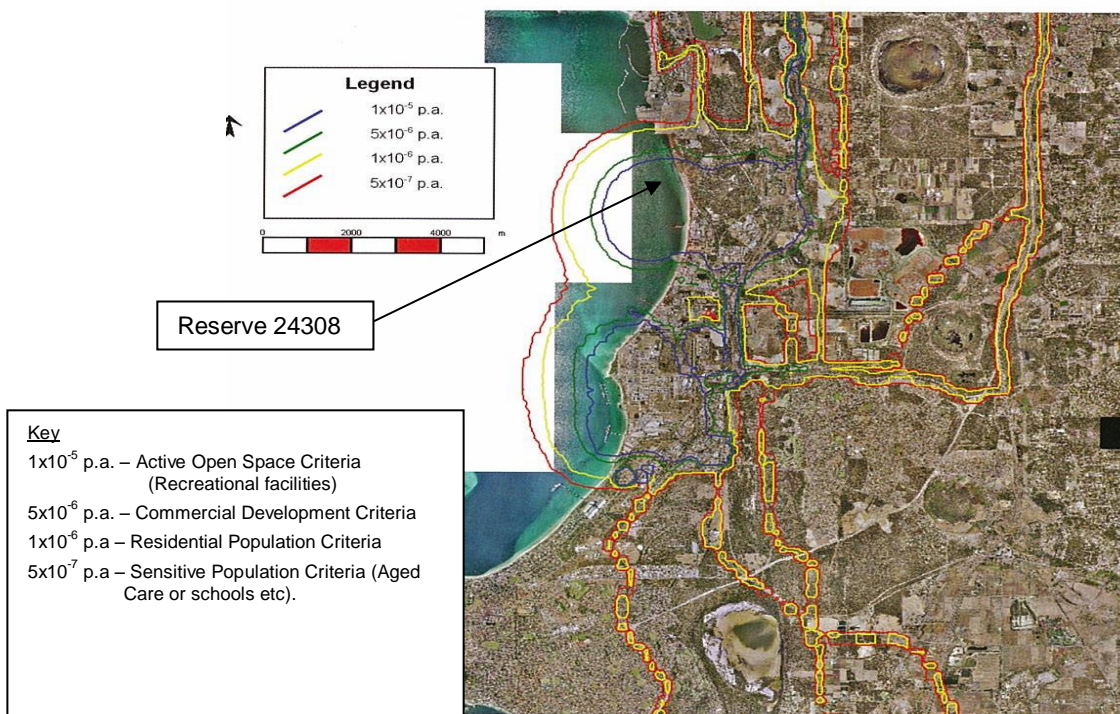 Legend
1x10⁻⁵ p.a.
5x10⁻⁶ p.a.
1x10⁻⁶ p.a.
5x10⁻⁷ p.a.
0 2000 4000 m
Reserve 24308
Key
1x10⁻⁵ p.a. – Active Open Space Criteria
(Recreational facilities)
5x10⁻⁶ p.a. – Commercial Development Criteria
1x10⁻⁶ p.a – Residential Population Criteria
5x10⁻⁷ p.a – Sensitive Population Criteria (Aged
Care or schools etc).